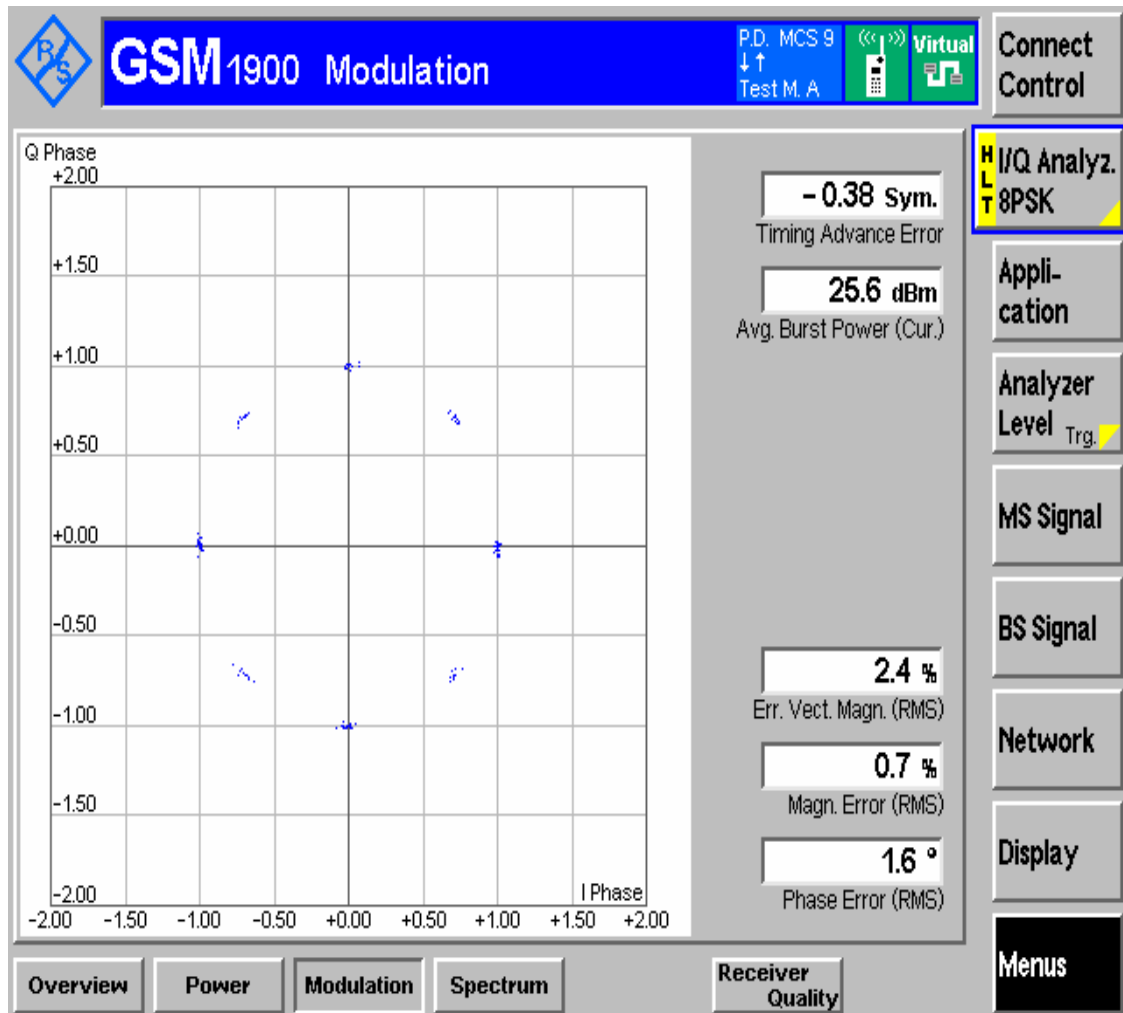 R/S
GSM 1900 Modulation
P.D. MCS 9
↓↑
Test M. A
Virtual
Connect
Control
Q Phase
+2.00
+1.50
+1.00
+0.50
+0.00
-0.50
-1.00
-1.50
-2.00
I Phase
-2.00 -1.50 -1.00 -0.50 +0.00 +0.50 +1.00 +1.50 +2.00
- 0.38 Sym.
Timing Advance Error
25.6 dBm
Avg. Burst Power (Cur.)
2.4 %
Err. Vect. Magn. (RMS)
0.7 %
Magn. Error (RMS)
1.6 °
Phase Error (RMS)
HLT
I/Q Analyz.
8PSK
Appli-
cation
Analyzer
Level Trg.
MS Signal
BS Signal
Network
Display
Menus
Overview
Power
Modulation
Spectrum
Receiver
Quality